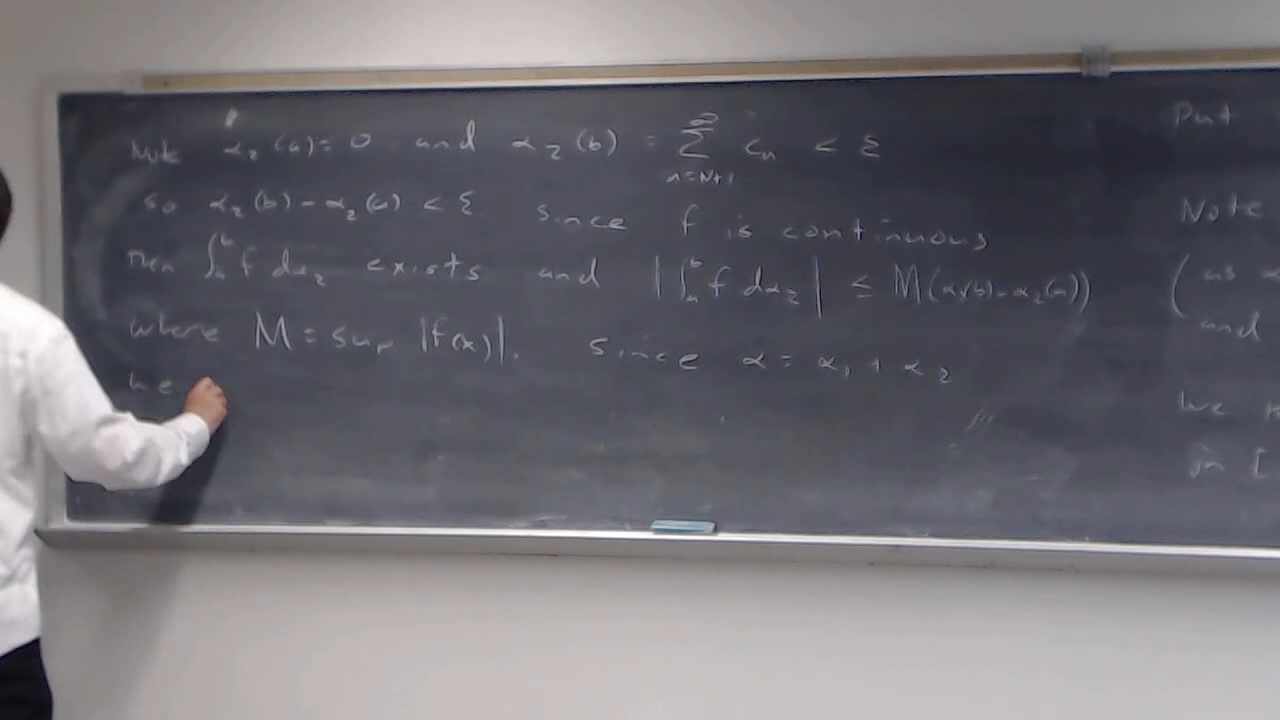 Note α₂(a) = 0 and α₂(b) = ∑_{n=N+1}^{∞} cₙ < ε
so α₂(b) - α₂(a) < ε. since f is continuous
Then ∫ₐᵇ f dα₂ exists and |∫ₐᵇ f dα₂| ≤ M(α₂(b) - α₂(a))
where M = sup |f(x)|. since α = α₁ + α₂
we
Put
Note
(as
and
we
on [